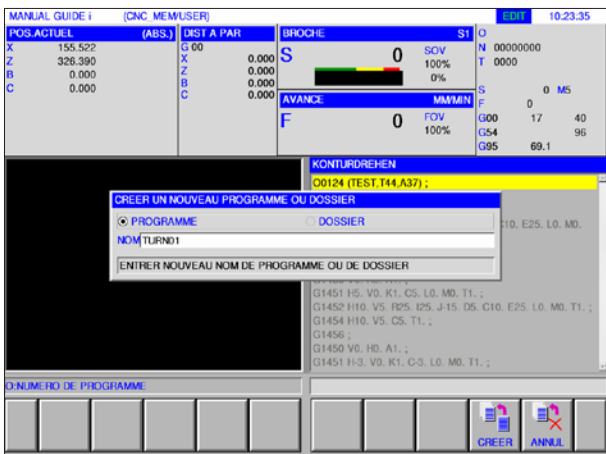 MANUAL GUIDE i (CNC_MEM/USER) EDIT 10:23:35
POS.ACTUEL (ABS.)
X 155.522
Z 326.390
B 0.000
C 0.000
DIST A PAR
G 00
X 0.000
Z 0.000
B 0.000
C 0.000
BROCHE S1
S 0 SOV
100%
0%
AVANCE MM/MIN
F 0 FOV
100%
O
N 00000000
T 0000
S 0 M5
F 0
G00 17 40
G54 96
G95 69.1
KONTURDREHEN
O0124 (TEST,T44,A37) ;
CREER UN NOUVEAU PROGRAMME OU DOSSIER
PROGRAMME DOSSIER
C10. E25. L0. M0.
NOM TURN01
ENTRER NOUVEAU NOM DE PROGRAMME OU DE DOSSIER
G1451 H5. V0. K1. C5. L0. M0. T1. ;
G1452 H10. V5. R25. I25. J-15. D5. C10. E25. L0. M0. T1. ;
G1454 H10. V5. C5. T1. ;
G1456 ;
G1450 V0. H0. A1. ;
G1451 H-3. V0. K1. C-3. L0. M0. T1. ;
O:NUMERO DE PROGRAMME
CREER ANNUL